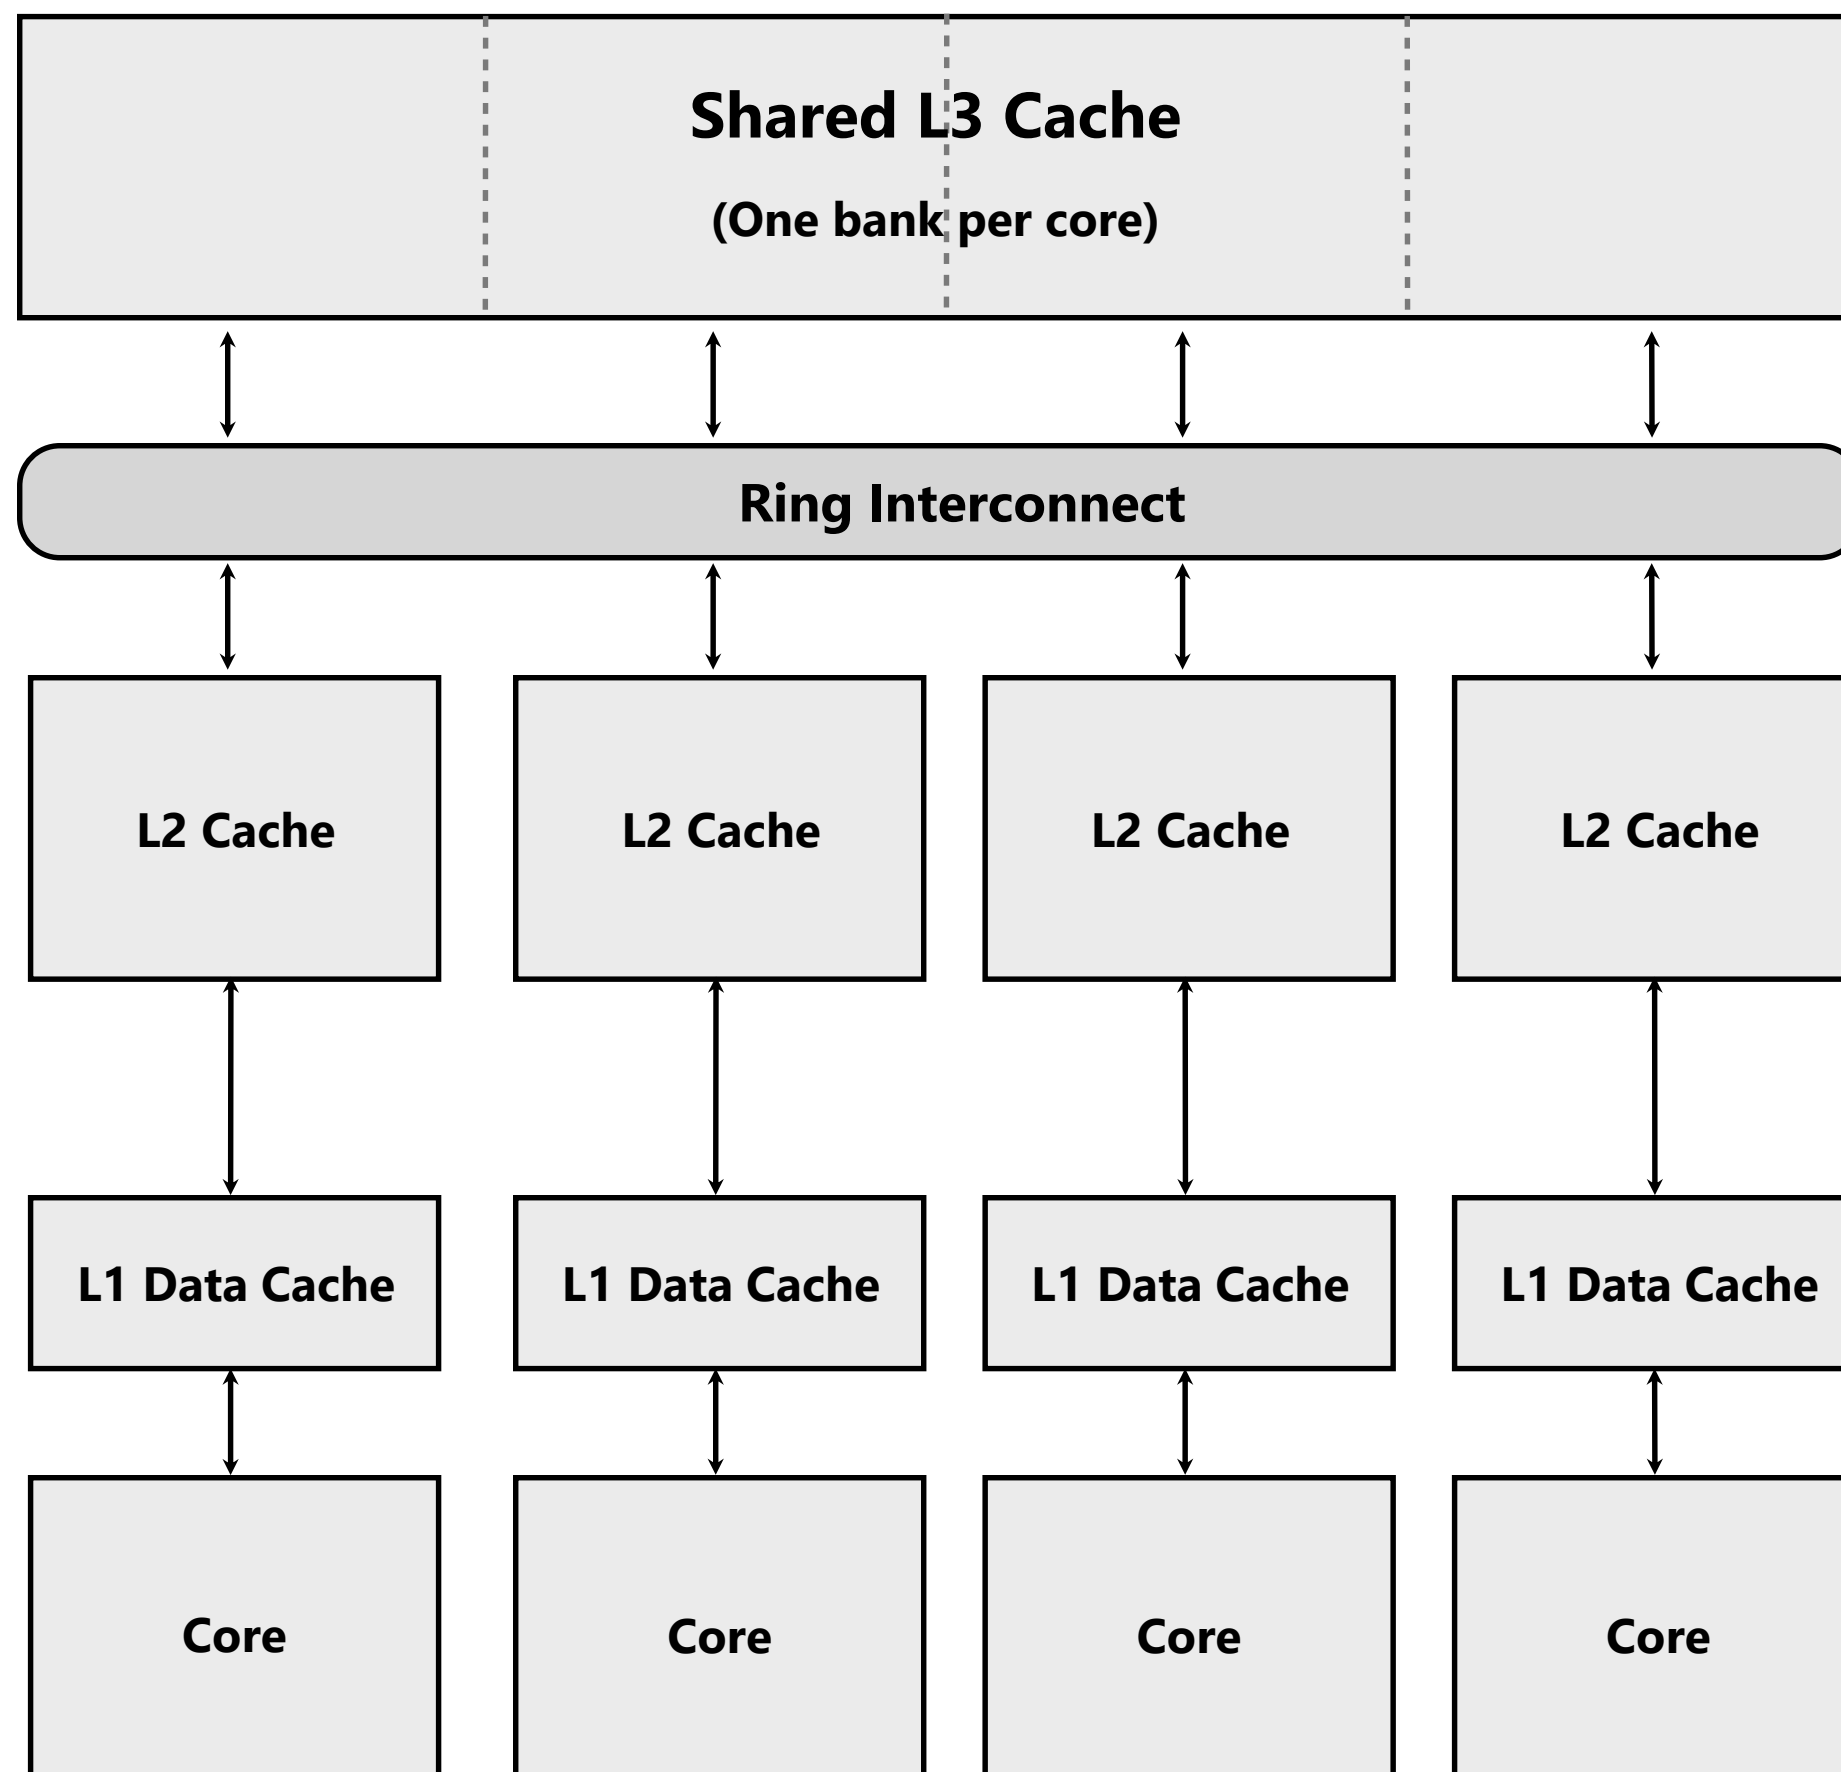 Shared L3 Cache
(One bank per core)
Ring Interconnect
L2 Cache
L2 Cache
L2 Cache
L2 Cache
L1 Data Cache
L1 Data Cache
L1 Data Cache
L1 Data Cache
Core
Core
Core
Core